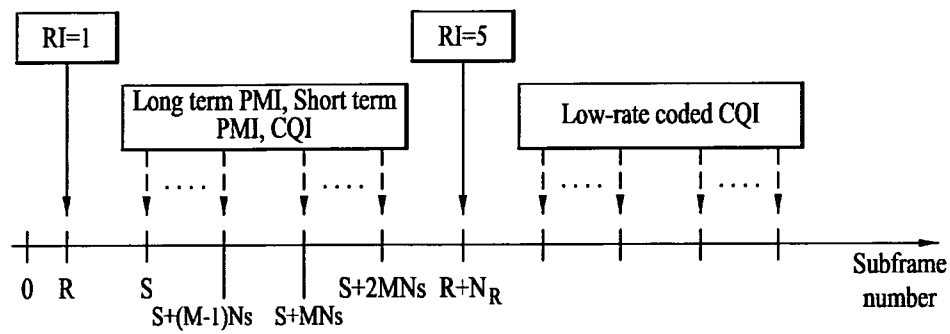 RI=1
RI=5
Long term PMI, Short term
PMI, CQI
Low-rate coded CQI
.... .... .... ....
0 R S S+2MNs R+NR
S+(M-1)Ns S+MNs
Subframe
number